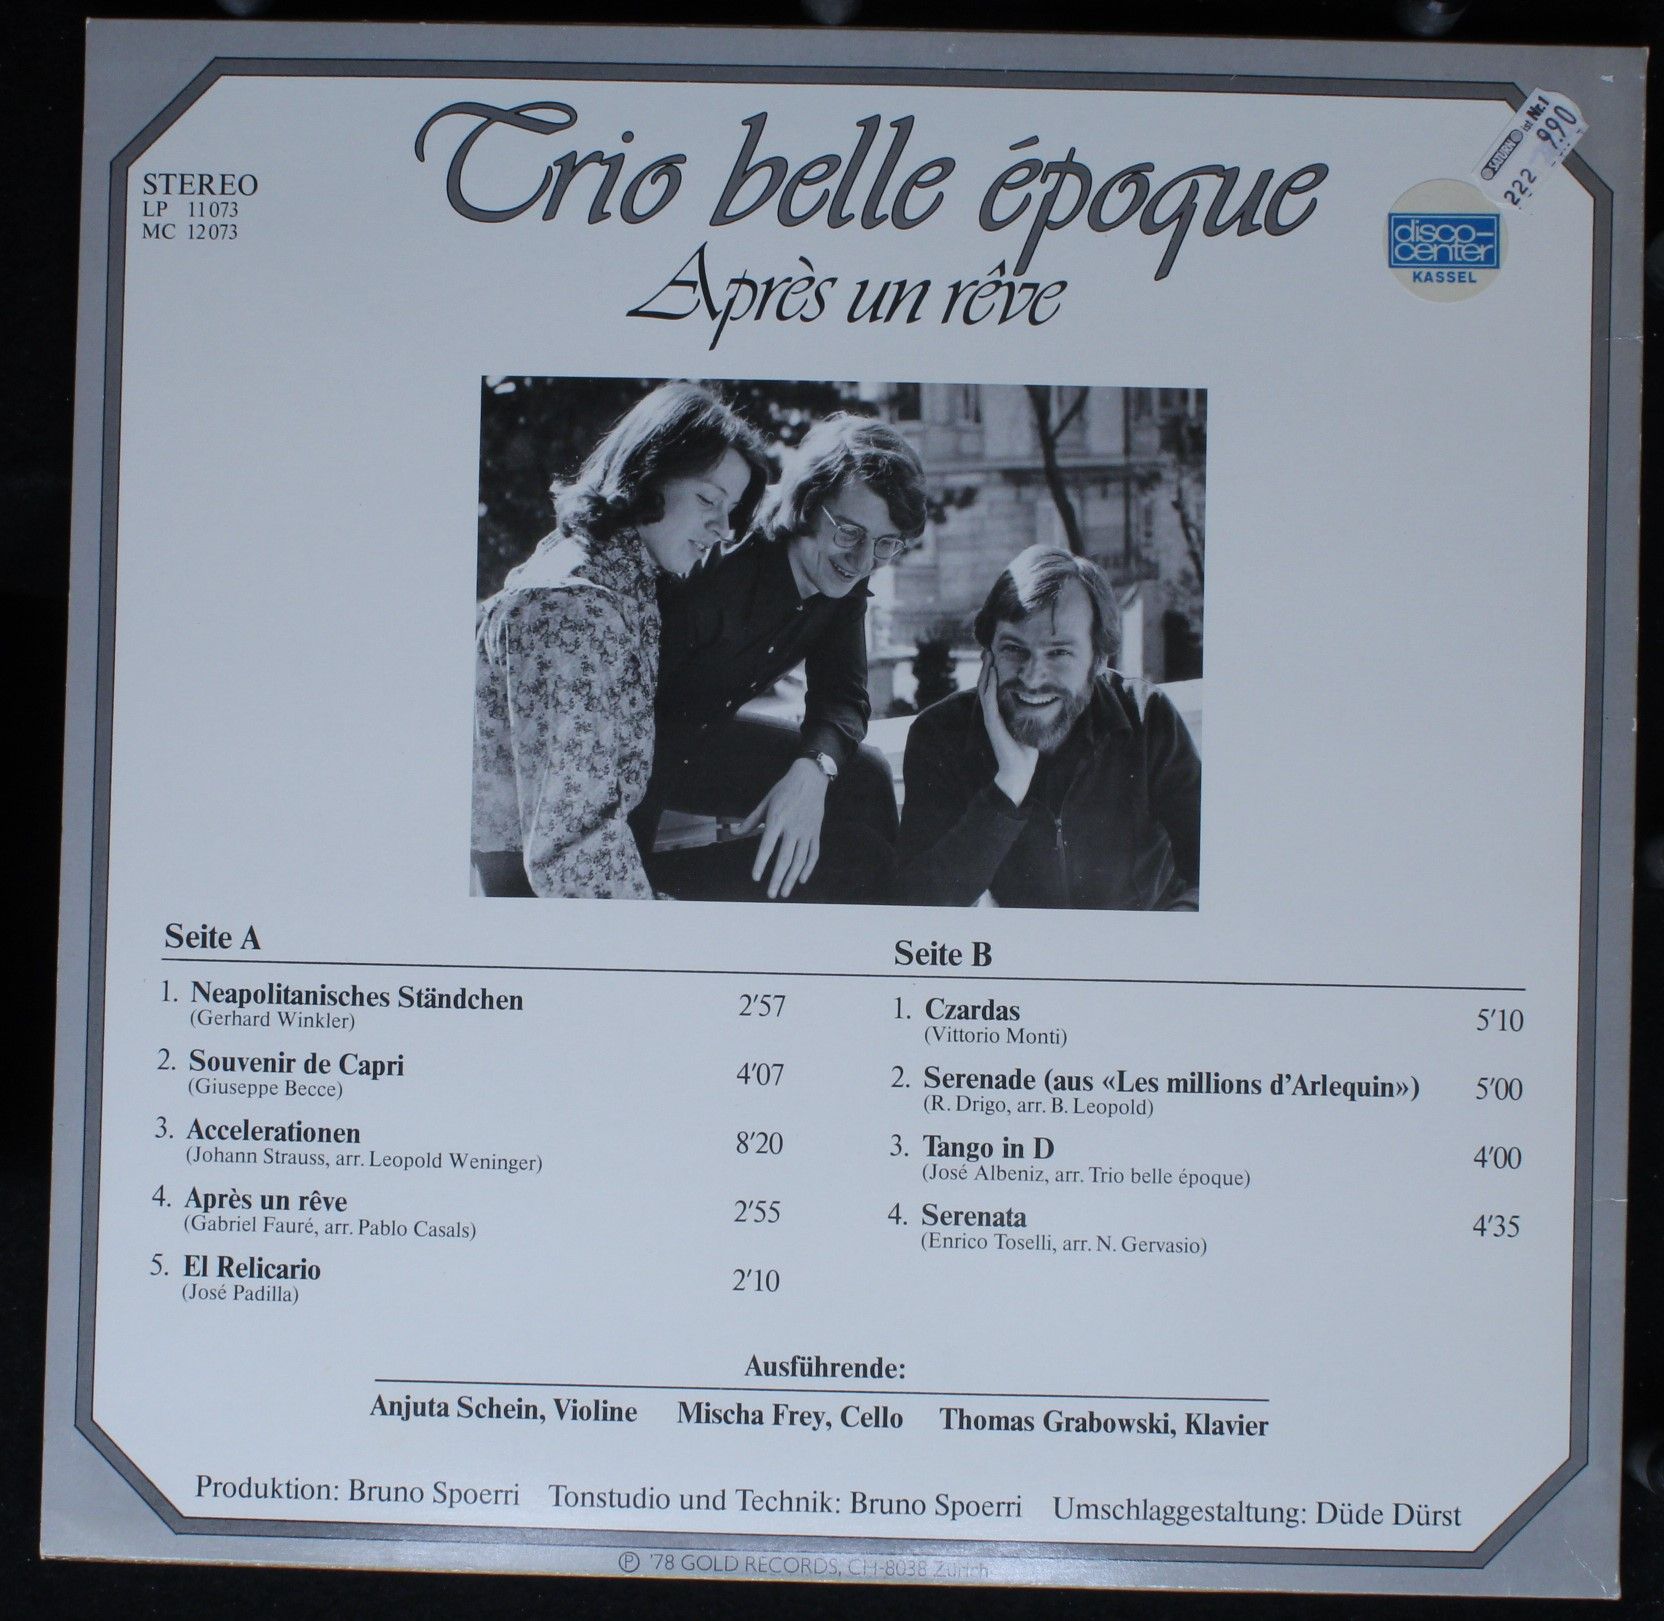 Trio belle époque
Après un rêve
STEREO
LP 11073
MC 12073
SATURN ist Nr.1
990
222
disco-
center
KASSEL
Seite A
1. Neapolitanisches Ständchen 2'57
(Gerhard Winkler)
2. Souvenir de Capri 4'07
(Giuseppe Becce)
3. Accelerationen 8'20
(Johann Strauss, arr. Leopold Weninger)
4. Après un rêve 2'55
(Gabriel Fauré, arr. Pablo Casals)
5. El Relicario 2'10
(José Padilla)
Seite B
1. Czardas 5'10
(Vittorio Monti)
2. Serenade (aus «Les millions d'Arlequin») 5'00
(R. Drigo, arr. B. Leopold)
3. Tango in D 4'00
(José Albeniz, arr. Trio belle époque)
4. Serenata 4'35
(Enrico Toselli, arr. N. Gervasio)
Ausführende:
Anjuta Schein, Violine Mischa Frey, Cello Thomas Grabowski, Klavier
Produktion: Bruno Spoerri Tonstudio und Technik: Bruno Spoerri Umschlaggestaltung: Düde Dürst
℗ '78 GOLD RECORDS, CH-8038 Zürich